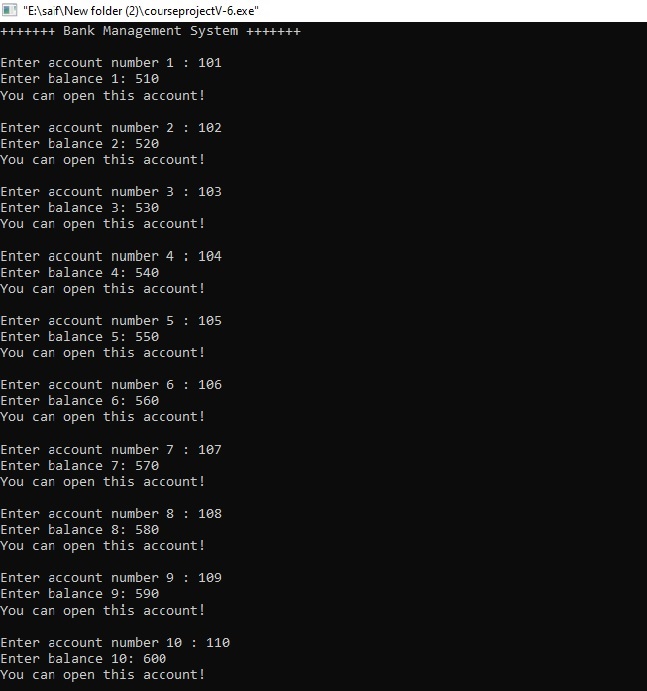 "E:\saif\New folder (2)\courseprojectV-6.exe"
+++++++ Bank Management System +++++++
Enter account number 1 : 101
Enter balance 1: 510
You can open this account!
Enter account number 2 : 102
Enter balance 2: 520
You can open this account!
Enter account number 3 : 103
Enter balance 3: 530
You can open this account!
Enter account number 4 : 104
Enter balance 4: 540
You can open this account!
Enter account number 5 : 105
Enter balance 5: 550
You can open this account!
Enter account number 6 : 106
Enter balance 6: 560
You can open this account!
Enter account number 7 : 107
Enter balance 7: 570
You can open this account!
Enter account number 8 : 108
Enter balance 8: 580
You can open this account!
Enter account number 9 : 109
Enter balance 9: 590
You can open this account!
Enter account number 10 : 110
Enter balance 10: 600
You can open this account!